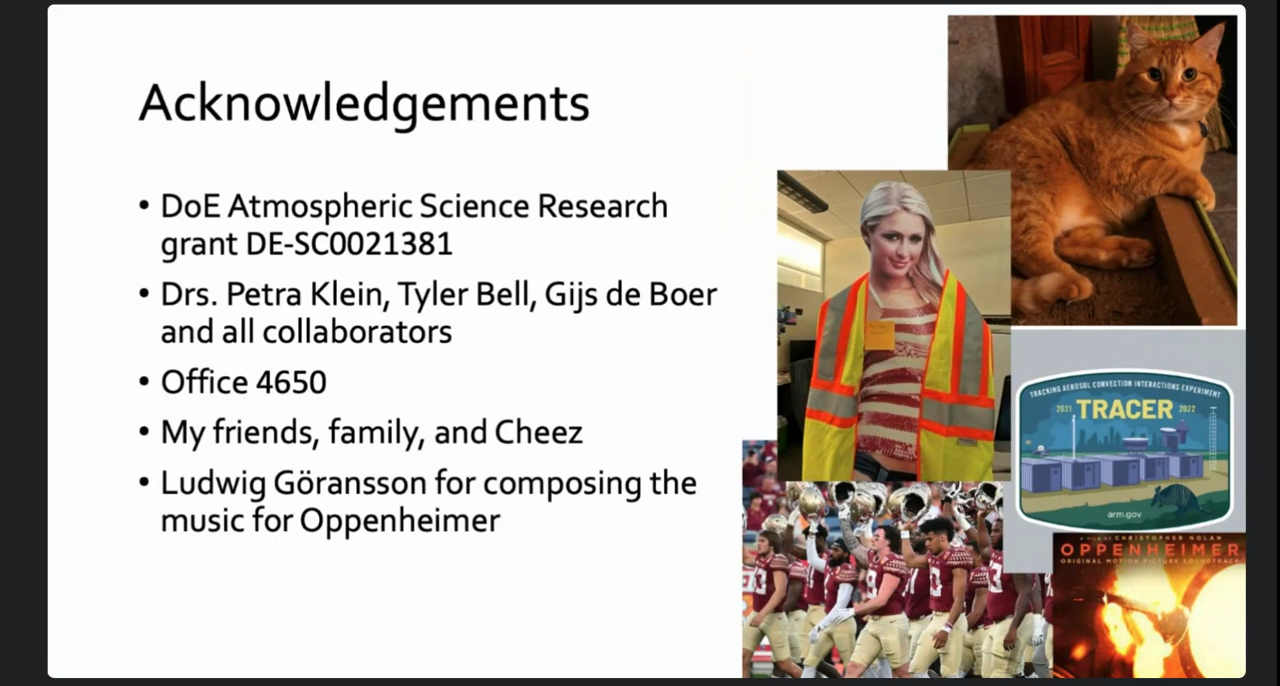 Acknowledgements
• DoE Atmospheric Science Research
grant DE-SC0021381
• Drs. Petra Klein, Tyler Bell, Gijs de Boer
and all collaborators
• Office 4650
• My friends, family, and Cheez
• Ludwig Göransson for composing the
music for Oppenheimer
TRACKING AEROSOL CONVECTION INTERACTIONS EXPERIMENT
2021 TRACER 2022
arm.gov
A FILM BY CHRISTOPHER NOLAN
OPPENHEIMER
ORIGINAL MOTION PICTURE SOUNDTRACK